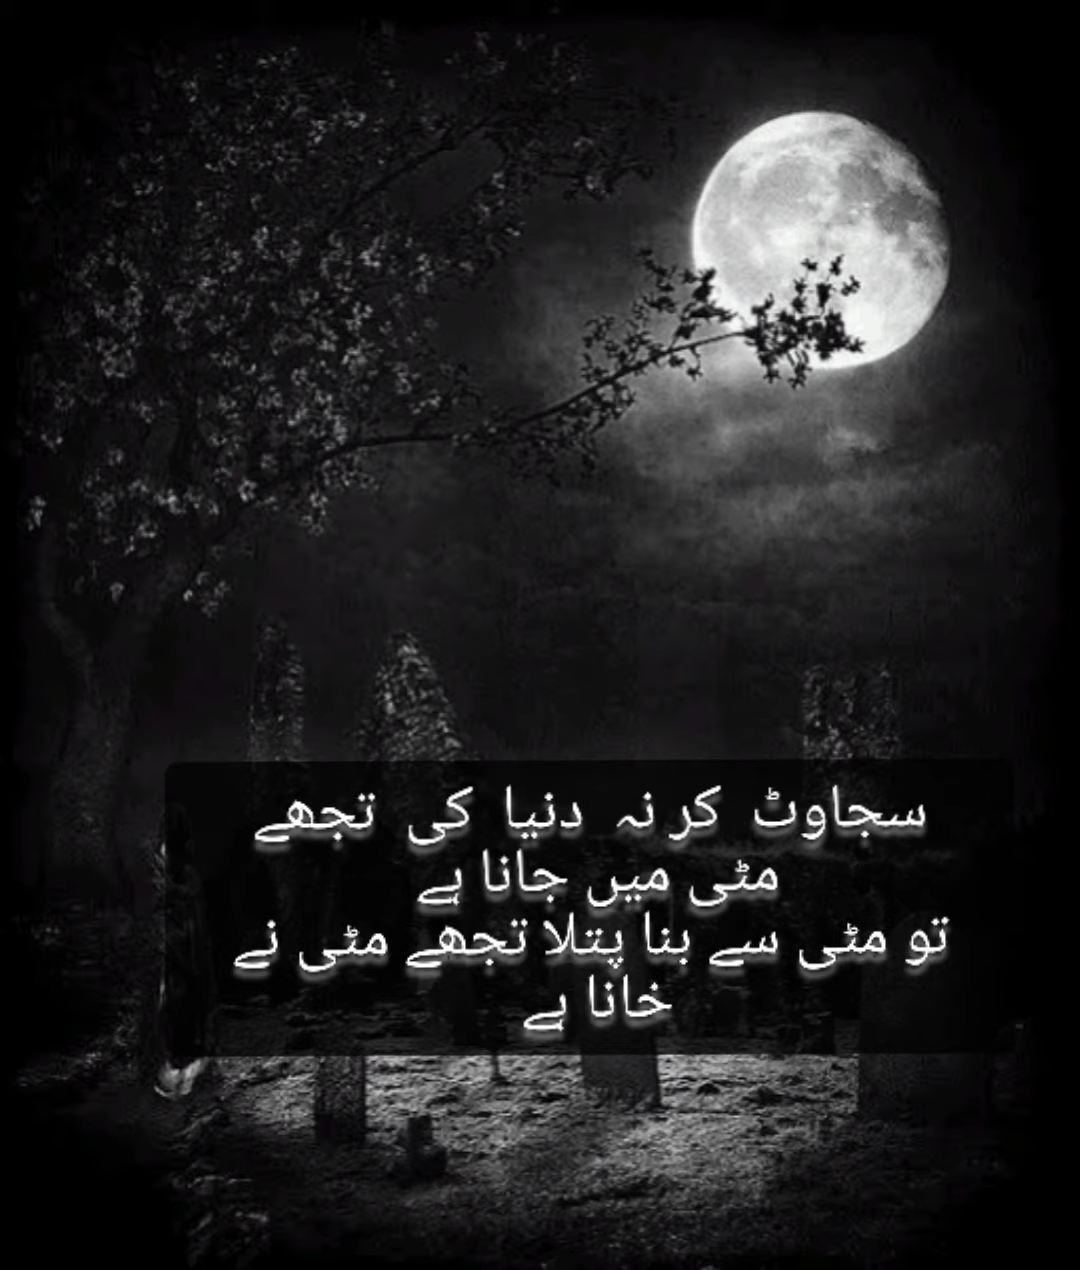 سجاوٹ کر نہ دنیا کی تجھے
مٹی میں جانا ہے
تو مٹی سے بنا پتلا تجھے مٹی نے
خانا ہے